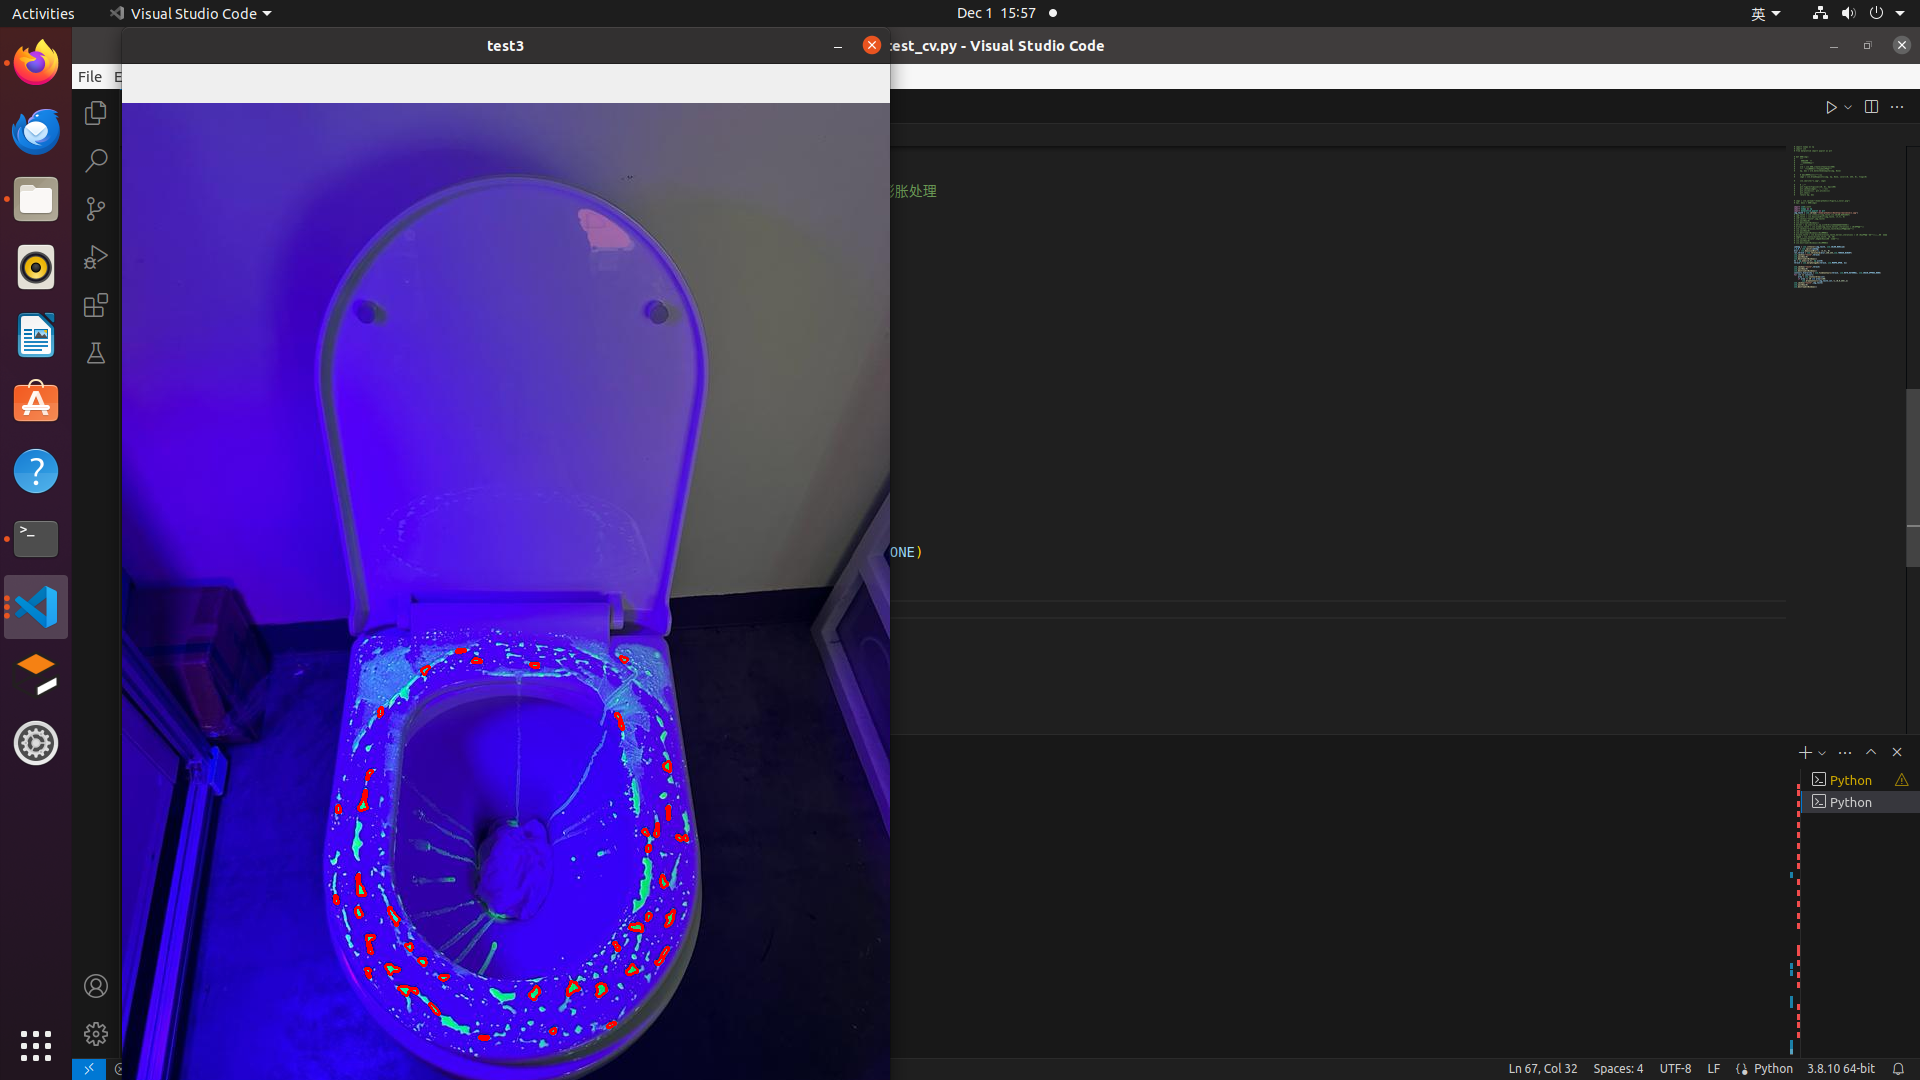 Activities
Visual Studio Code
Dec 1 15:57
英
test3
test_cv.py - Visual Studio Code
File E
膨胀处理
ONE)
Python
Python
Ln 67, Col 32
Spaces: 4
UTF-8
LF
Python
3.8.10 64-bit